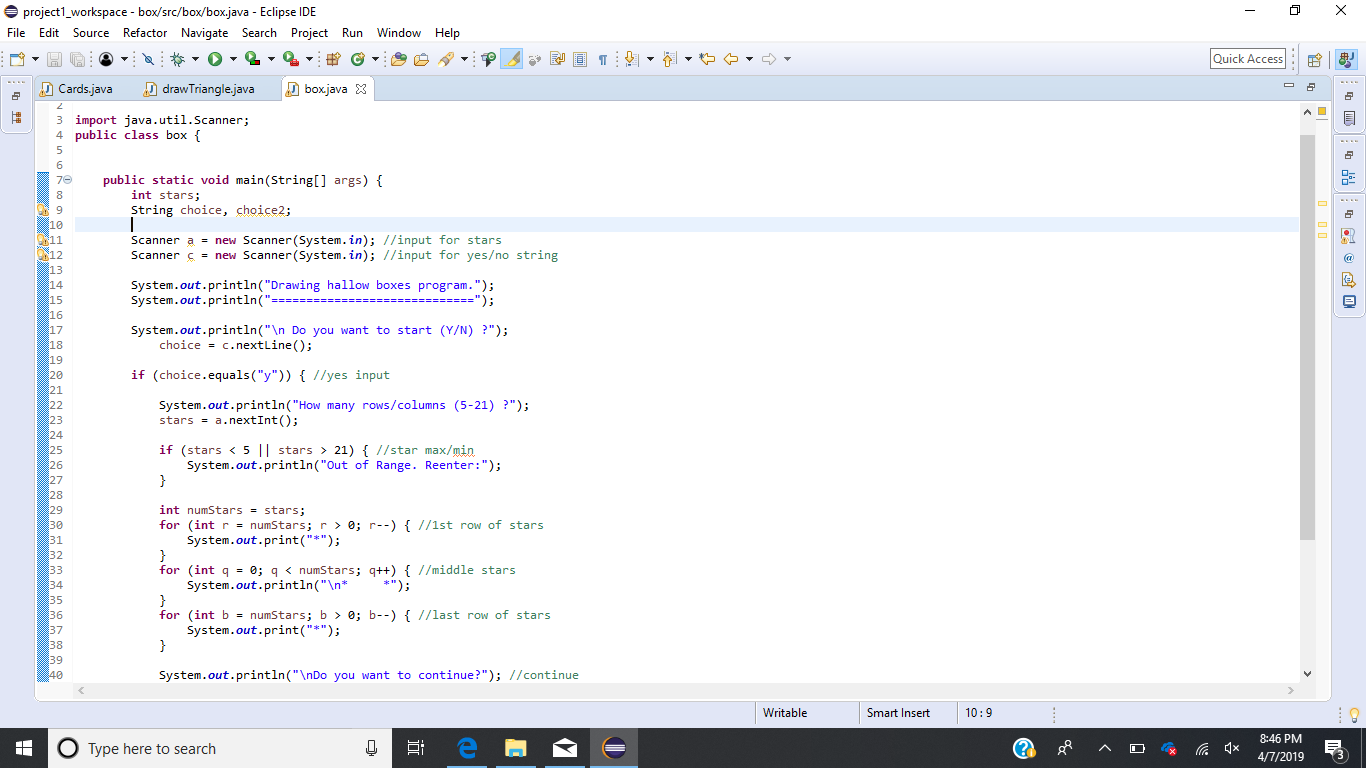 project1_workspace - box/src/box/box.java - Eclipse IDE
File Edit Source Refactor Navigate Search Project Run Window Help
Quick Access
Cards.java drawTriangle.java box.java
2
3 import java.util.Scanner;
4 public class box {
5
6
7 public static void main(String[] args) {
8 int stars;
9 String choice, choice2;
10
11 Scanner a = new Scanner(System.in); //input for stars
12 Scanner c = new Scanner(System.in); //input for yes/no string
13
14 System.out.println("Drawing hallow boxes program.");
15 System.out.println("=============================");
16
17 System.out.println("\n Do you want to start (Y/N) ?");
18 choice = c.nextLine();
19
20 if (choice.equals("y")) { //yes input
21
22 System.out.println("How many rows/columns (5-21) ?");
23 stars = a.nextInt();
24
25 if (stars < 5 || stars > 21) { //star max/min
26 System.out.println("Out of Range. Reenter:");
27 }
28
29 int numStars = stars;
30 for (int r = numStars; r > 0; r--) { //1st row of stars
31 System.out.print("*");
32 }
33 for (int q = 0; q < numStars; q++) { //middle stars
34 System.out.println("\n*     *");
35 }
36 for (int b = numStars; b > 0; b--) { //last row of stars
37 System.out.print("*");
38 }
39
40 System.out.println("\nDo you want to continue?"); //continue
Writable Smart Insert 10 : 9
Type here to search
8:46 PM
4/7/2019
3